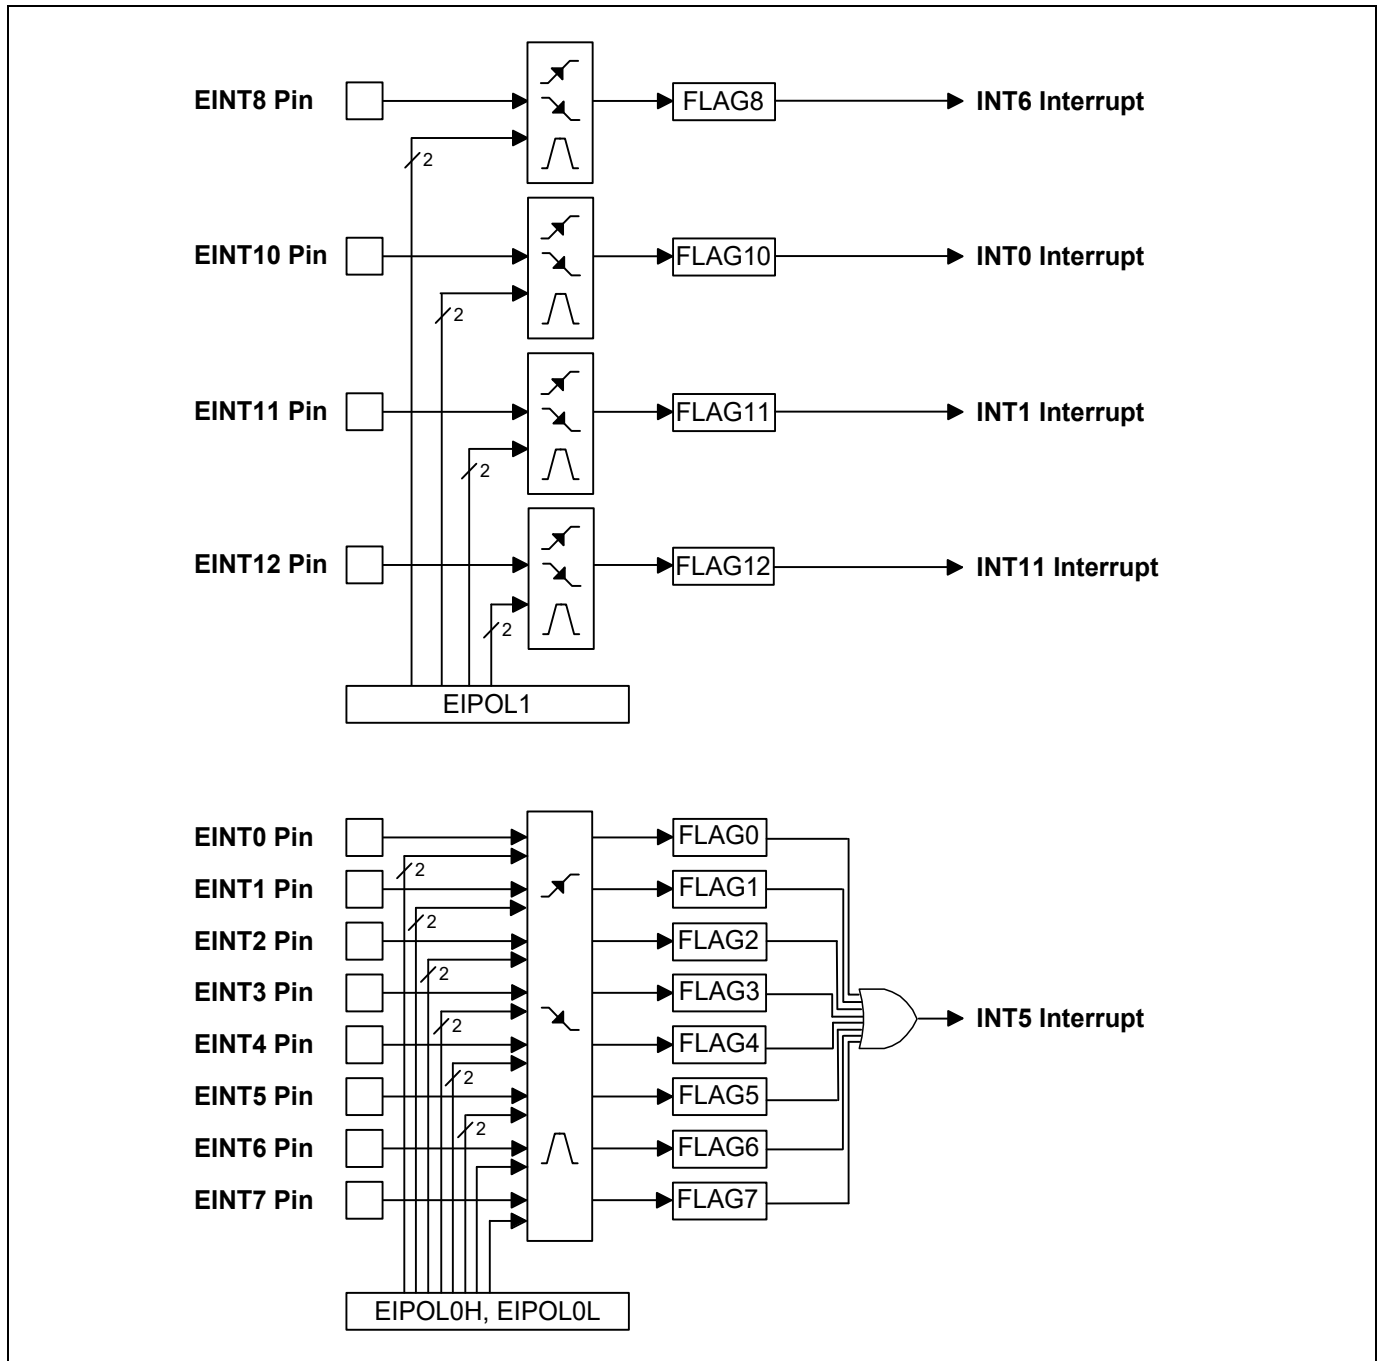 EINT8 Pin
2
FLAG8
INT6 Interrupt
EINT10 Pin
2
FLAG10
INT0 Interrupt
EINT11 Pin
2
FLAG11
INT1 Interrupt
EINT12 Pin
2
FLAG12
INT11 Interrupt
EIPOL1
EINT0 Pin
2
FLAG0
EINT1 Pin
2
FLAG1
EINT2 Pin
2
FLAG2
EINT3 Pin
2
FLAG3
INT5 Interrupt
EINT4 Pin
2
FLAG4
EINT5 Pin
2
FLAG5
EINT6 Pin
FLAG6
EINT7 Pin
FLAG7
EIPOL0H, EIPOL0L